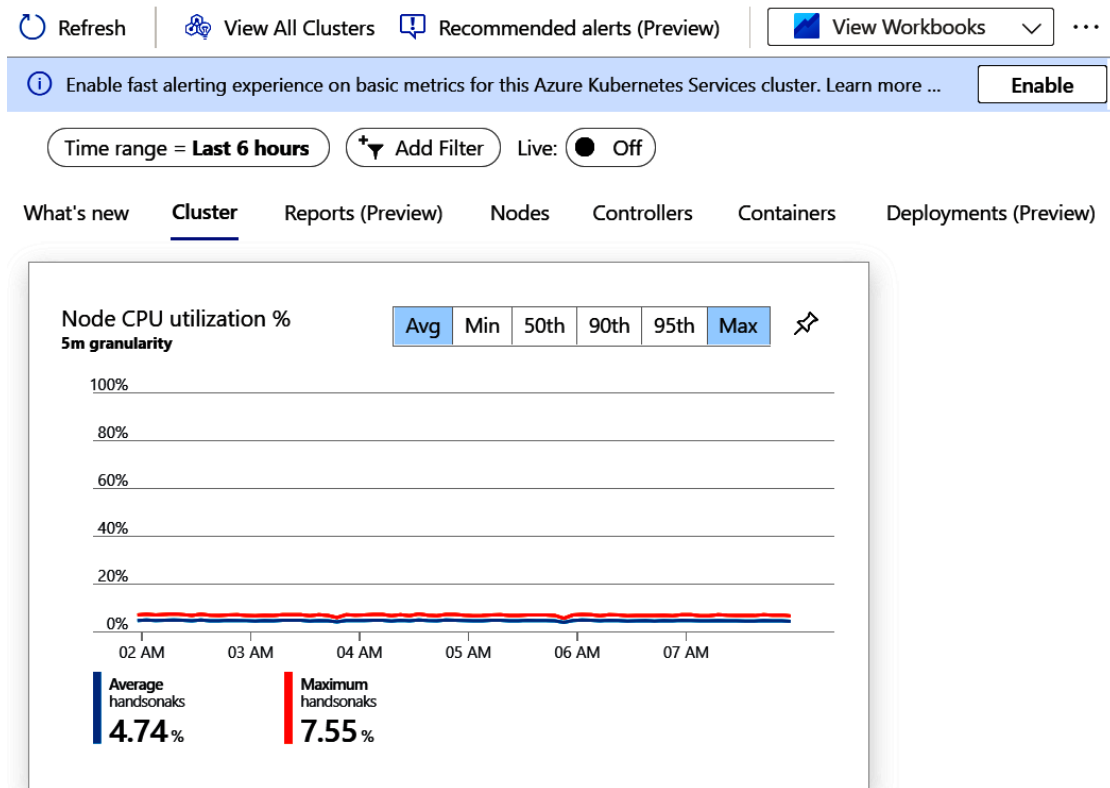 Refresh View All Clusters Recommended alerts (Preview) View Workbooks ...
Enable fast alerting experience on basic metrics for this Azure Kubernetes Services cluster. Learn more ... Enable
Time range = Last 6 hours Add Filter Live: Off
What's new Cluster Reports (Preview) Nodes Controllers Containers Deployments (Preview)
Node CPU utilization % Avg Min 50th 90th 95th Max
5m granularity
100%
80%
60%
40%
20%
0%
02 AM 03 AM 04 AM 05 AM 06 AM 07 AM
Average Maximum
handsonaks handsonaks
4.74 % 7.55 %